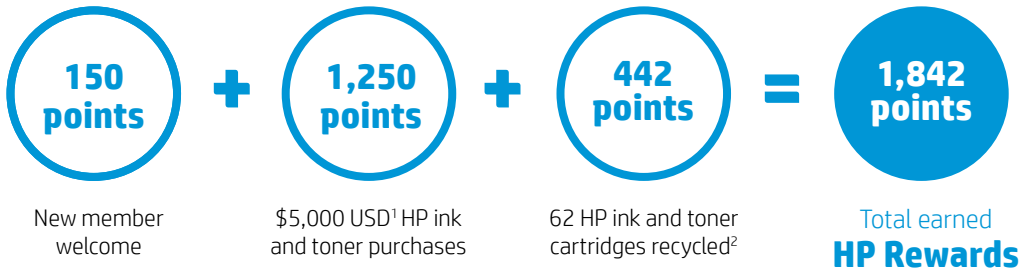 150
points
+
1,250
points
+
442
points
=
1,842
points
New member
welcome
$5,000 USD¹ HP ink
and toner purchases
62 HP ink and toner
cartridges recycled²
Total earned
HP Rewards